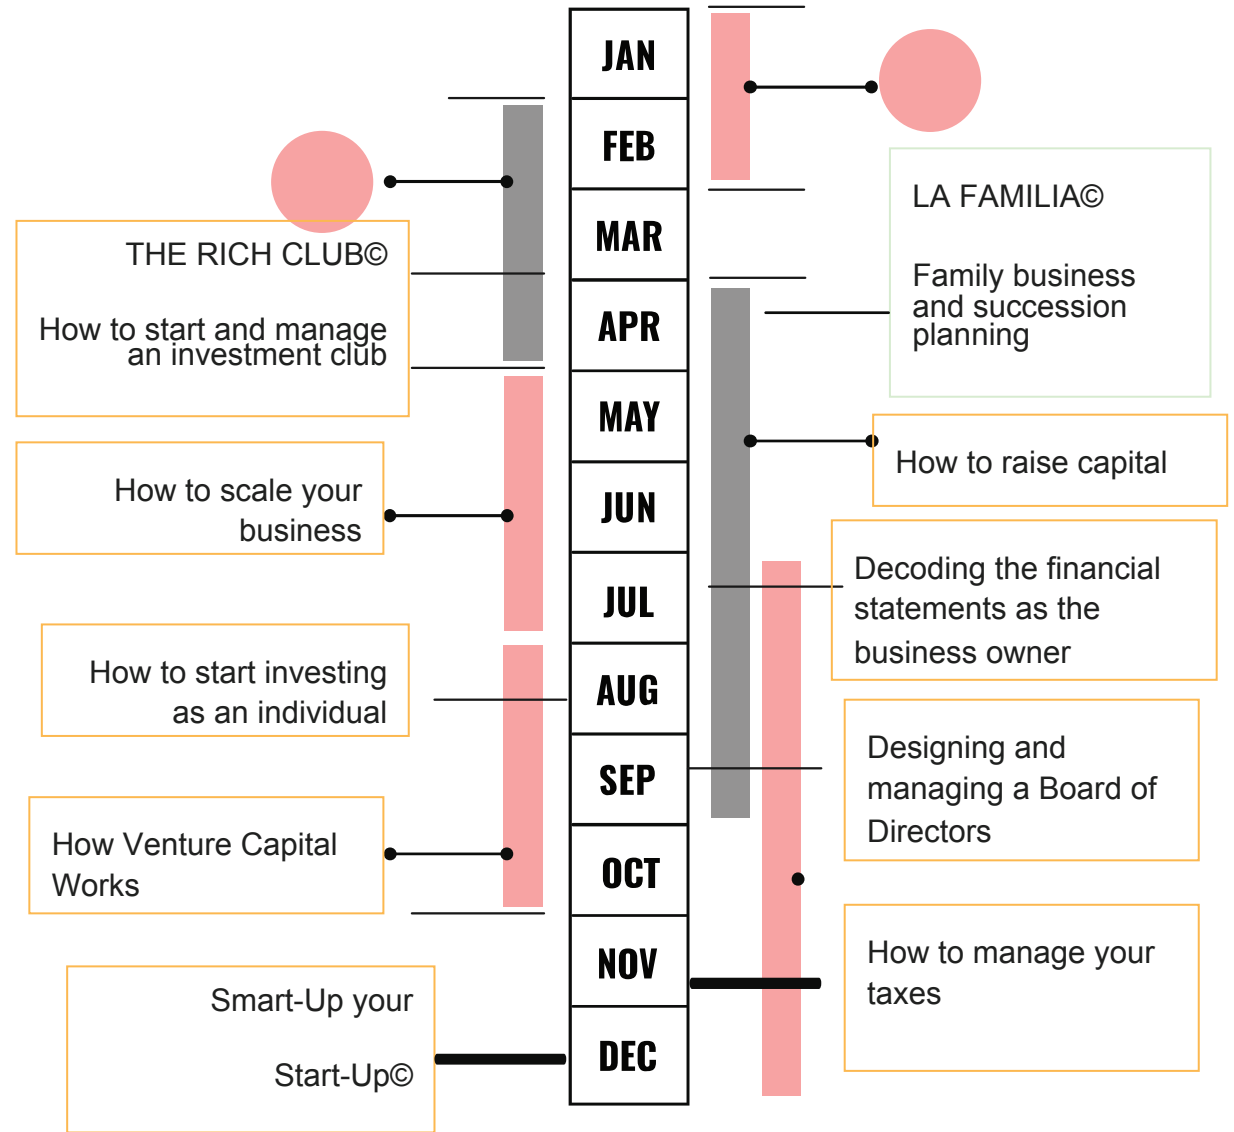 JAN
FEB
MAR
APR
MAY
JUN
JUL
AUG
SEP
OCT
NOV
DEC
THE RICH CLUB©
How to start and manage
an investment club
How to scale your
business
How to start investing
as an individual
How Venture Capital
Works
Smart-Up your
Start-Up©
LA FAMILIA©
Family business
and succession
planning
How to raise capital
Decoding the financial
statements as the
business owner
Designing and
managing a Board of
Directors
How to manage your
taxes